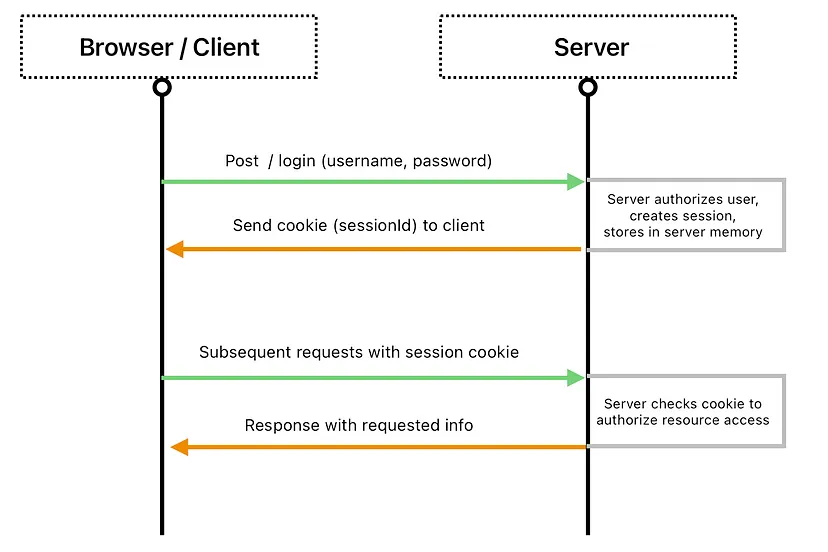 Browser / Client
Server
Post / login (username, password)
Server authorizes user,
creates session,
stores in server memory
Send cookie (sessionId) to client
Subsequent requests with session cookie
Server checks cookie to
authorize resource access
Response with requested info